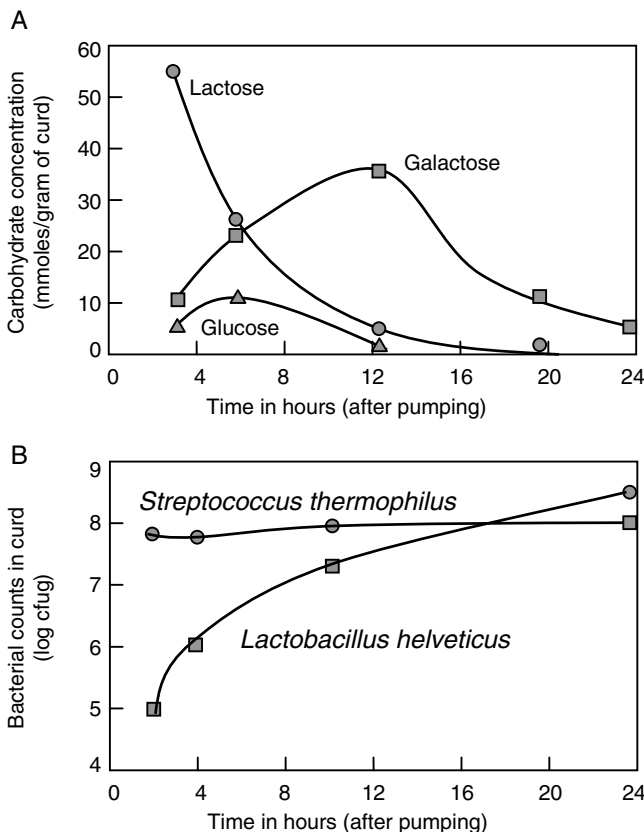 A
Carbohydrate concentration
(mmoles/gram of curd)
60
50
40
30
20
10
0
Lactose
Galactose
Glucose
0 4 8 12 16 20 24
Time in hours (after pumping)
B
Bacterial counts in curd
(log cfug)
9
8
7
6
5
4
Streptococcus thermophilus
Lactobacillus helveticus
0 4 8 12 16 20 24
Time in hours (after pumping)